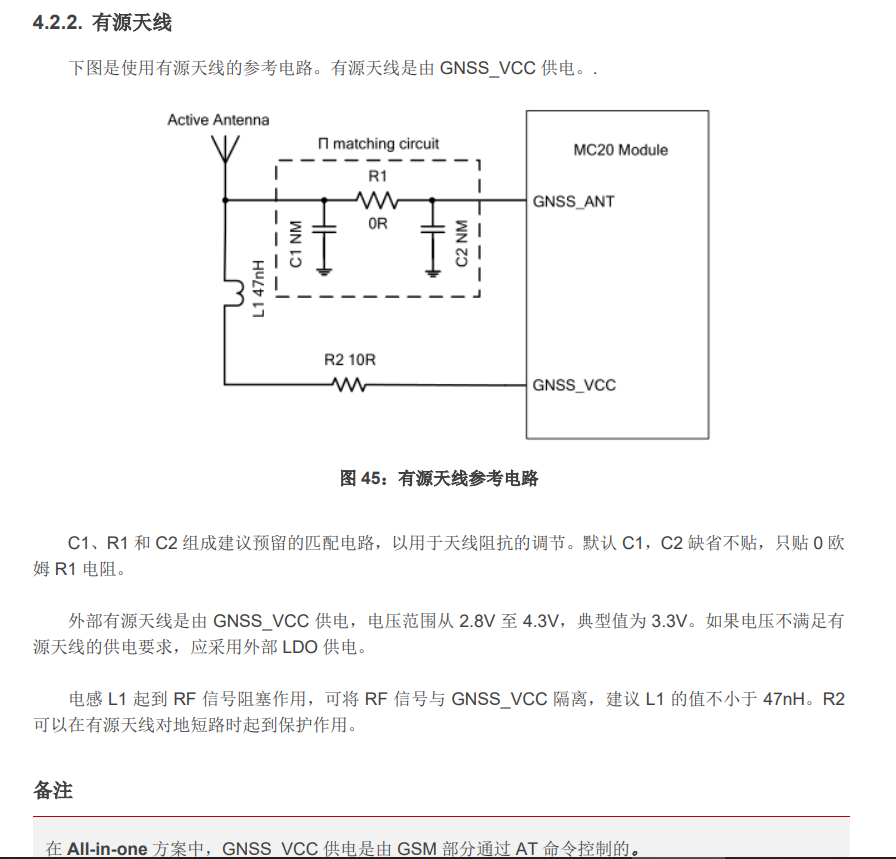 4.2.2. 有源天线
下图是使用有源天线的参考电路。有源天线是由 GNSS_VCC 供电。.
Active Antenna
Π matching circuit
MC20 Module
R1
GNSS_ANT
0R
C1 NM
C2 NM
L1 47nH
R2 10R
GNSS_VCC
图 45：有源天线参考电路
C1、R1 和 C2 组成建议预留的匹配电路，以用于天线阻抗的调节。默认 C1，C2 缺省不贴，只贴 0 欧
姆 R1 电阻。
外部有源天线是由 GNSS_VCC 供电，电压范围从 2.8V 至 4.3V，典型值为 3.3V。如果电压不满足有
源天线的供电要求，应采用外部 LDO 供电。
电感 L1 起到 RF 信号阻塞作用，可将 RF 信号与 GNSS_VCC 隔离，建议 L1 的值不小于 47nH。R2
可以在有源天线对地短路时起到保护作用。
备注
在 All-in-one 方案中，GNSS_VCC 供电是由 GSM 部分通过 AT 命令控制的。